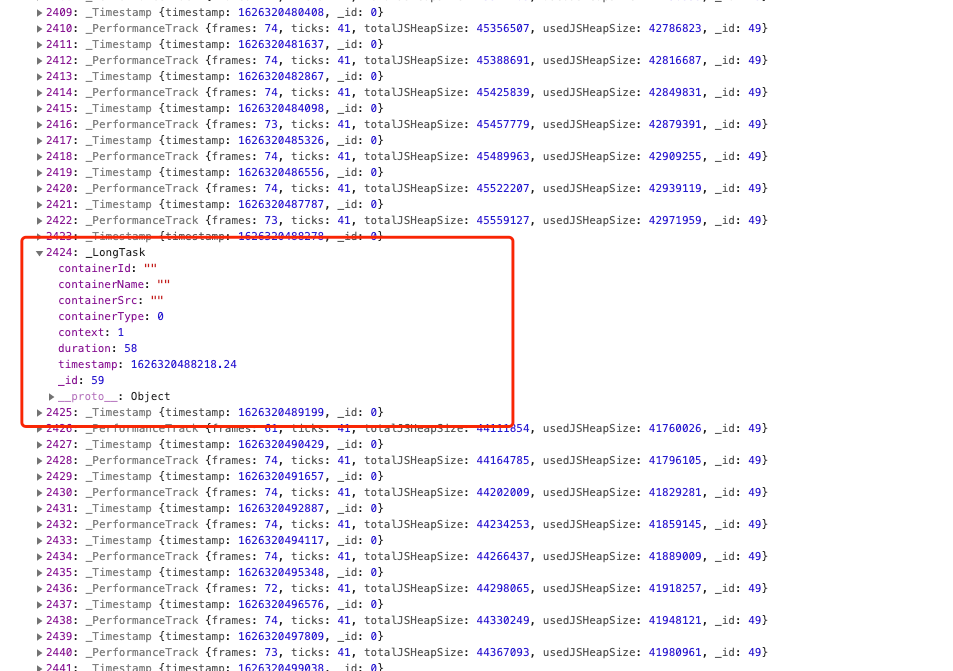 2409: _Timestamp {timestamp: 1626320480408, _id: 0}
2410: _PerformanceTrack {frames: 74, ticks: 41, totalJSHeapSize: 45356507, usedJSHeapSize: 42786823, _id: 49}
2411: _Timestamp {timestamp: 1626320481637, _id: 0}
2412: _PerformanceTrack {frames: 74, ticks: 41, totalJSHeapSize: 45388691, usedJSHeapSize: 42816687, _id: 49}
2413: _Timestamp {timestamp: 1626320482867, _id: 0}
2414: _PerformanceTrack {frames: 74, ticks: 41, totalJSHeapSize: 45425839, usedJSHeapSize: 42849831, _id: 49}
2415: _Timestamp {timestamp: 1626320484098, _id: 0}
2416: _PerformanceTrack {frames: 73, ticks: 41, totalJSHeapSize: 45457779, usedJSHeapSize: 42879391, _id: 49}
2417: _Timestamp {timestamp: 1626320485326, _id: 0}
2418: _PerformanceTrack {frames: 74, ticks: 41, totalJSHeapSize: 45489963, usedJSHeapSize: 42909255, _id: 49}
2419: _Timestamp {timestamp: 1626320486556, _id: 0}
2420: _PerformanceTrack {frames: 74, ticks: 41, totalJSHeapSize: 45522207, usedJSHeapSize: 42939119, _id: 49}
2421: _Timestamp {timestamp: 1626320487787, _id: 0}
2422: _PerformanceTrack {frames: 73, ticks: 41, totalJSHeapSize: 45559127, usedJSHeapSize: 42971959, _id: 49}
2423: _Timestamp {timestamp: 1626320488278, _id: 0}
2424: _LongTask
containerId: ""
containerName: ""
containerSrc: ""
containerType: 0
context: 1
duration: 58
timestamp: 1626320488218.24
_id: 59
__proto__: Object
2425: _Timestamp {timestamp: 1626320489199, _id: 0}
2426: _PerformanceTrack {frames: 61, ticks: 41, totalJSHeapSize: 44111854, usedJSHeapSize: 41760026, _id: 49}
2427: _Timestamp {timestamp: 1626320490429, _id: 0}
2428: _PerformanceTrack {frames: 74, ticks: 41, totalJSHeapSize: 44164785, usedJSHeapSize: 41796105, _id: 49}
2429: _Timestamp {timestamp: 1626320491657, _id: 0}
2430: _PerformanceTrack {frames: 74, ticks: 41, totalJSHeapSize: 44202009, usedJSHeapSize: 41829281, _id: 49}
2431: _Timestamp {timestamp: 1626320492887, _id: 0}
2432: _PerformanceTrack {frames: 74, ticks: 41, totalJSHeapSize: 44234253, usedJSHeapSize: 41859145, _id: 49}
2433: _Timestamp {timestamp: 1626320494117, _id: 0}
2434: _PerformanceTrack {frames: 74, ticks: 41, totalJSHeapSize: 44266437, usedJSHeapSize: 41889009, _id: 49}
2435: _Timestamp {timestamp: 1626320495348, _id: 0}
2436: _PerformanceTrack {frames: 72, ticks: 41, totalJSHeapSize: 44298065, usedJSHeapSize: 41918257, _id: 49}
2437: _Timestamp {timestamp: 1626320496576, _id: 0}
2438: _PerformanceTrack {frames: 74, ticks: 41, totalJSHeapSize: 44330249, usedJSHeapSize: 41948121, _id: 49}
2439: _Timestamp {timestamp: 1626320497809, _id: 0}
2440: _PerformanceTrack {frames: 73, ticks: 41, totalJSHeapSize: 44367093, usedJSHeapSize: 41980961, _id: 49}
2441: _Timestamp {timestamp: 1626320499038, _id: 0}